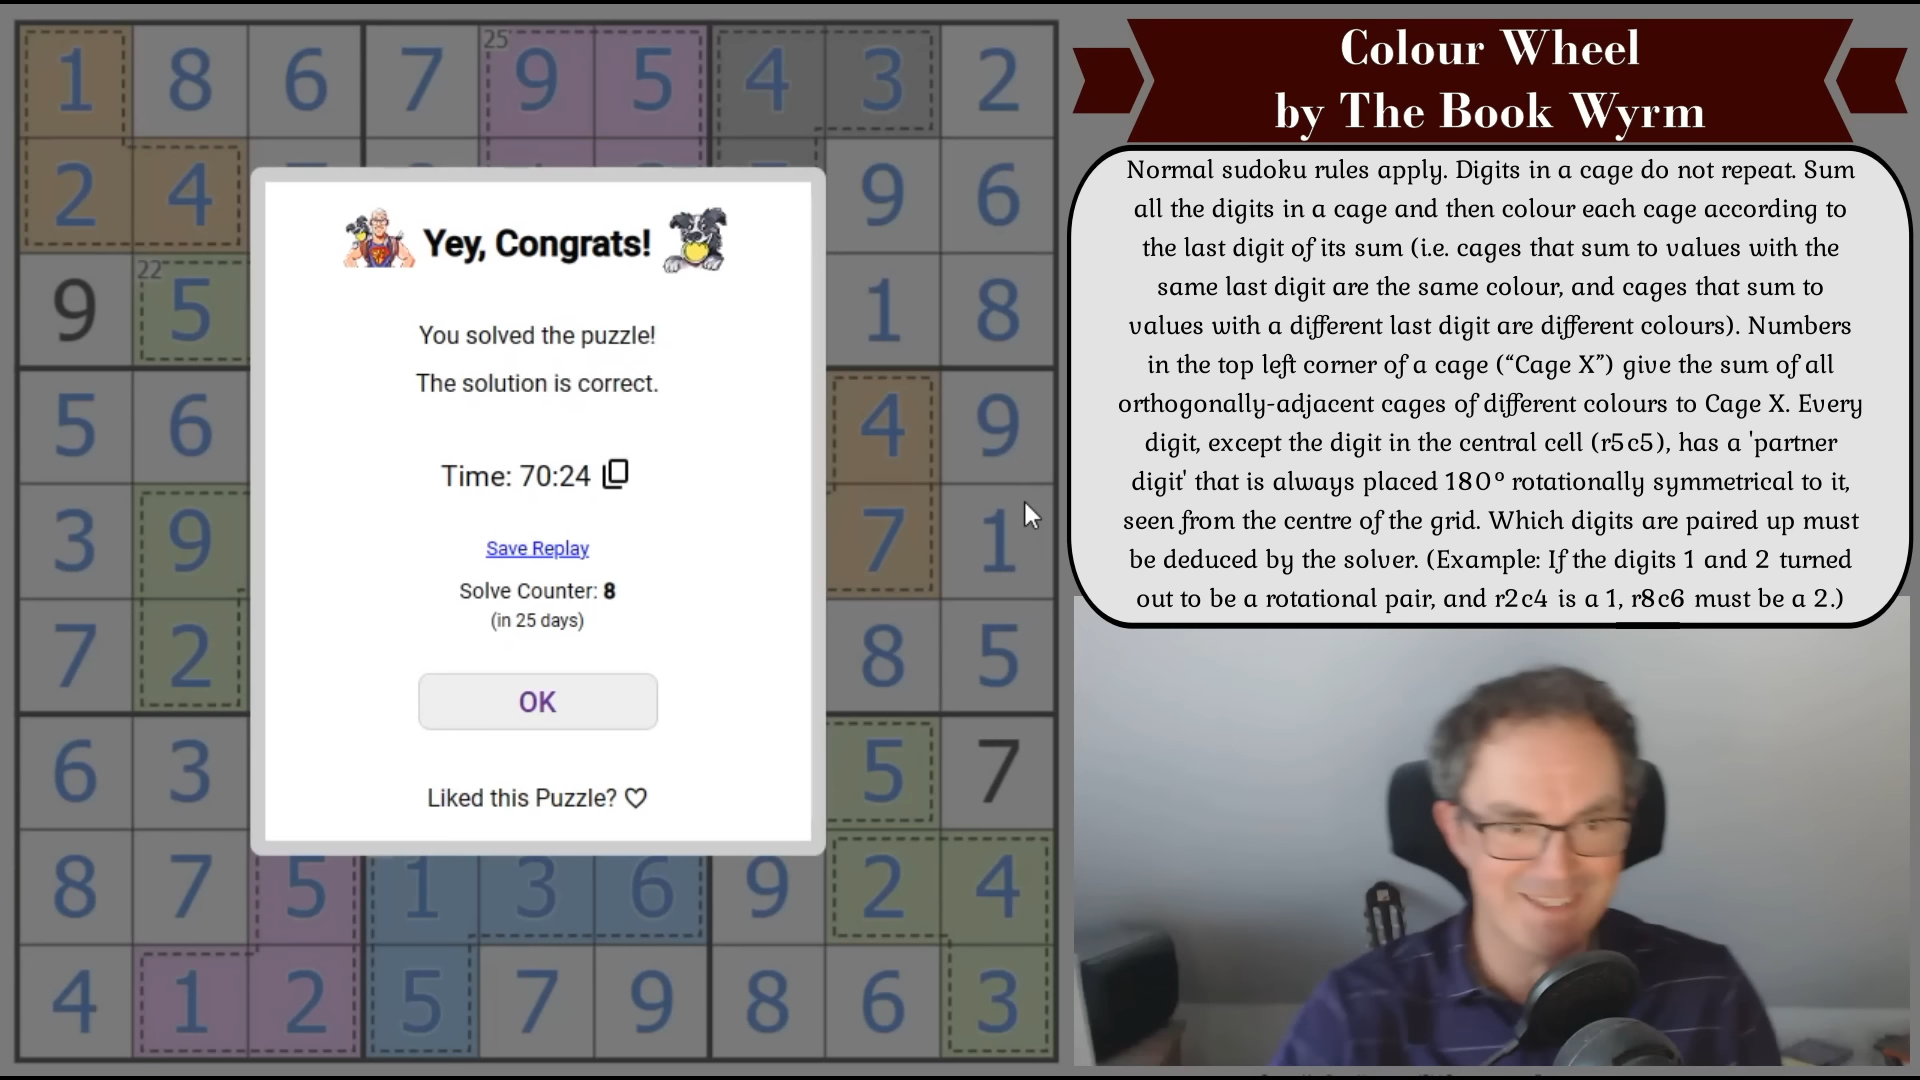 Colour Wheel
by The Book Wyrm
Normal sudoku rules apply. Digits in a cage do not repeat. Sum
all the digits in a cage and then colour each cage according to
the last digit of its sum (i.e. cages that sum to values with the
same last digit are the same colour, and cages that sum to
values with a different last digit are different colours). Numbers
in the top left corner of a cage (“Cage X”) give the sum of all
orthogonally-adjacent cages of different colours to Cage X. Every
digit, except the digit in the central cell (r5c5), has a 'partner
digit' that is always placed 180º rotationally symmetrical to it,
seen from the centre of the grid. Which digits are paired up must
be deduced by the solver. (Example: If the digits 1 and 2 turned
out to be a rotational pair, and r2c4 is a 1, r8c6 must be a 2.)
25
1 8 6 7 9 5 4 3 2
2 4 9 6
22
9 5 1 8
5 6 4 9
3 9 7 1
7 2 8 5
6 3 5 7
8 7 5 1 3 6 9 2 4
4 1 2 5 7 9 8 6 3
Yey, Congrats!
You solved the puzzle!
The solution is correct.
Time: 70:24
Save Replay
Solve Counter: 8
(in 25 days)
OK
Liked this Puzzle? ♡